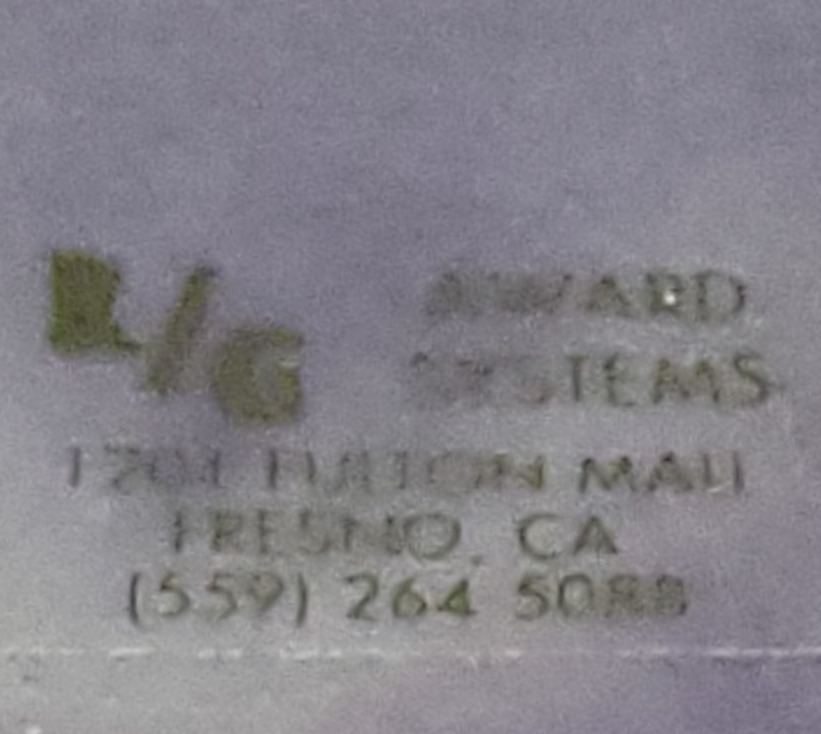 R/G AWARD
SYSTEMS
FULTON MALL
FRESNO, CA
(559) 264 5088